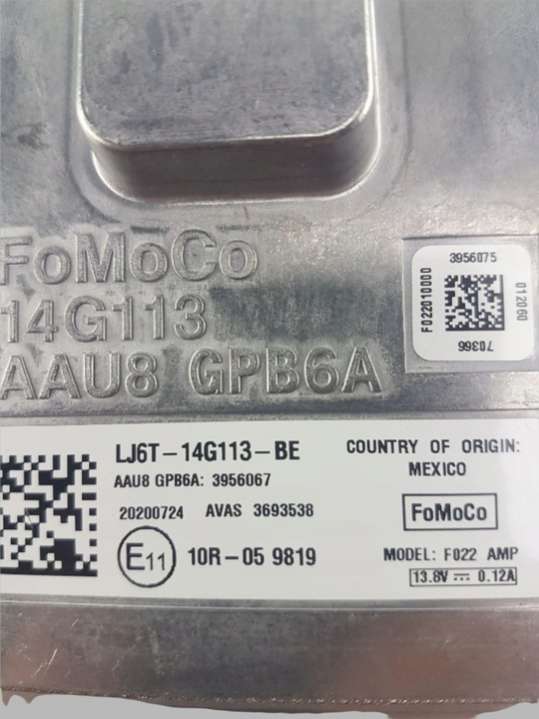 FoMoCo
14G113
AAU8 GPB6A
3956075
F022010000
012060
70366
LJ6T-14G113-BE
AAU8 GPB6A: 3956067
20200724 AVAS 3693538
E11 10R-05 9819
COUNTRY OF ORIGIN:
MEXICO
FoMoCo
MODEL: F022 AMP
13.8V ⎓ 0.12A